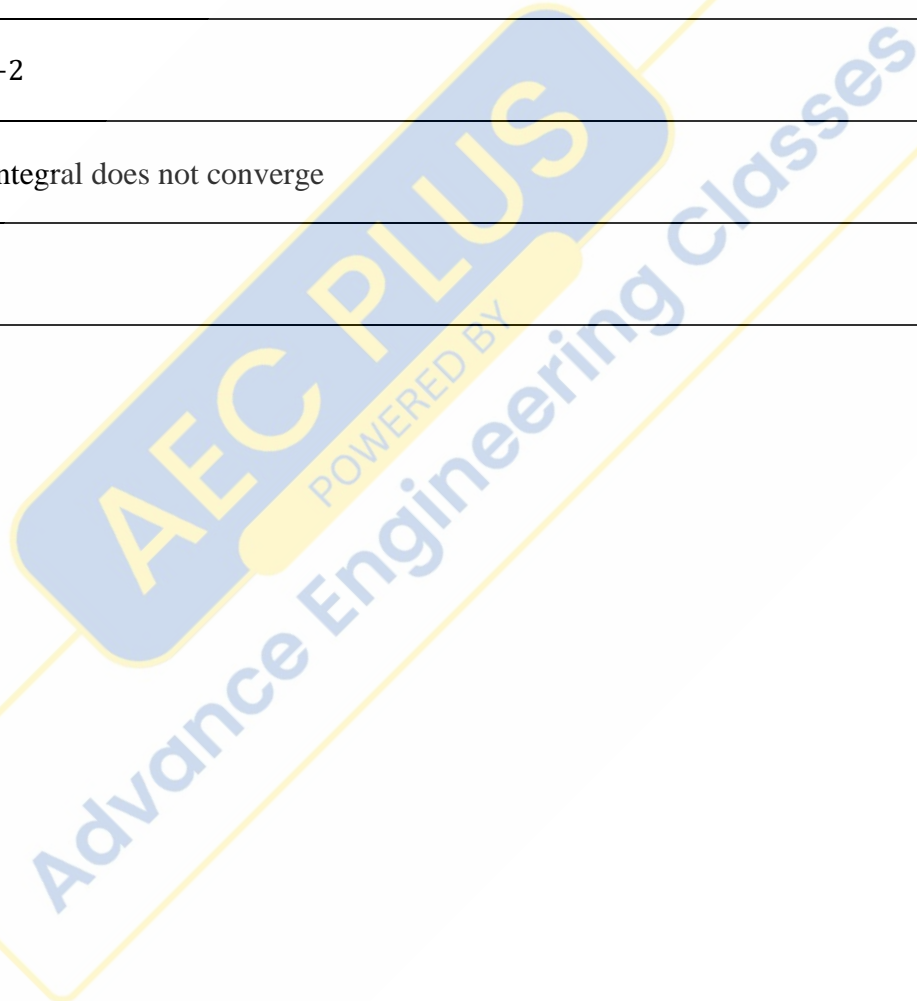 -2
ntegral does not converge
AEC PLUS
POWERED BY
Advance Engineering Classes